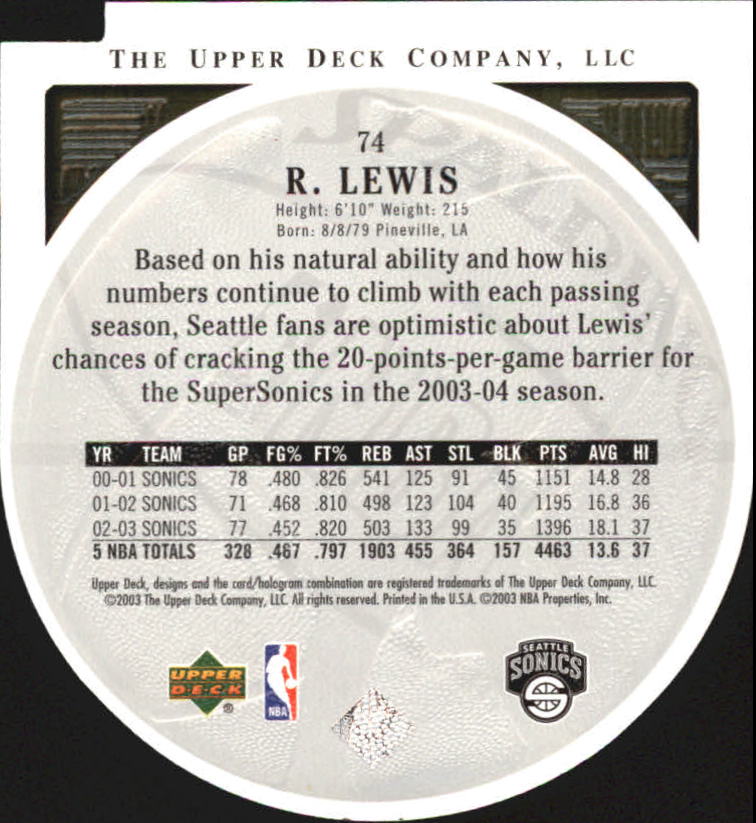 THE UPPER DECK COMPANY, LLC
74
R. LEWIS
Height: 6'10" Weight: 215
Born: 8/8/79 Pineville, LA
Based on his natural ability and how his
numbers continue to climb with each passing
season, Seattle fans are optimistic about Lewis'
chances of cracking the 20-points-per-game barrier for
the SuperSonics in the 2003-04 season.
YR TEAM GP FG% FT% REB AST STL BLK PTS AVG HI
00-01 SONICS 78 .480 .826 541 125 91 45 1151 14.8 28
01-02 SONICS 71 .468 .810 498 123 104 40 1195 16.8 36
02-03 SONICS 77 .452 .820 503 133 99 35 1396 18.1 37
5 NBA TOTALS 328 .467 .797 1903 455 364 157 4463 13.6 37
Upper Deck, designs and the card/hologram combination are registered trademarks of The Upper Deck Company, LLC.
©2003 The Upper Deck Company, LLC. All rights reserved. Printed in the U.S.A. ©2003 NBA Properties, Inc.
UPPER
DECK
®
NBA
SEATTLE
SONICS